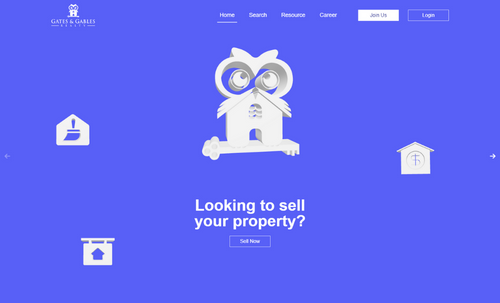 GATES & GABLES
REALTY
Home
Search
Resource
Career
Join Us
Login
Looking to sell
your property?
Sell Now